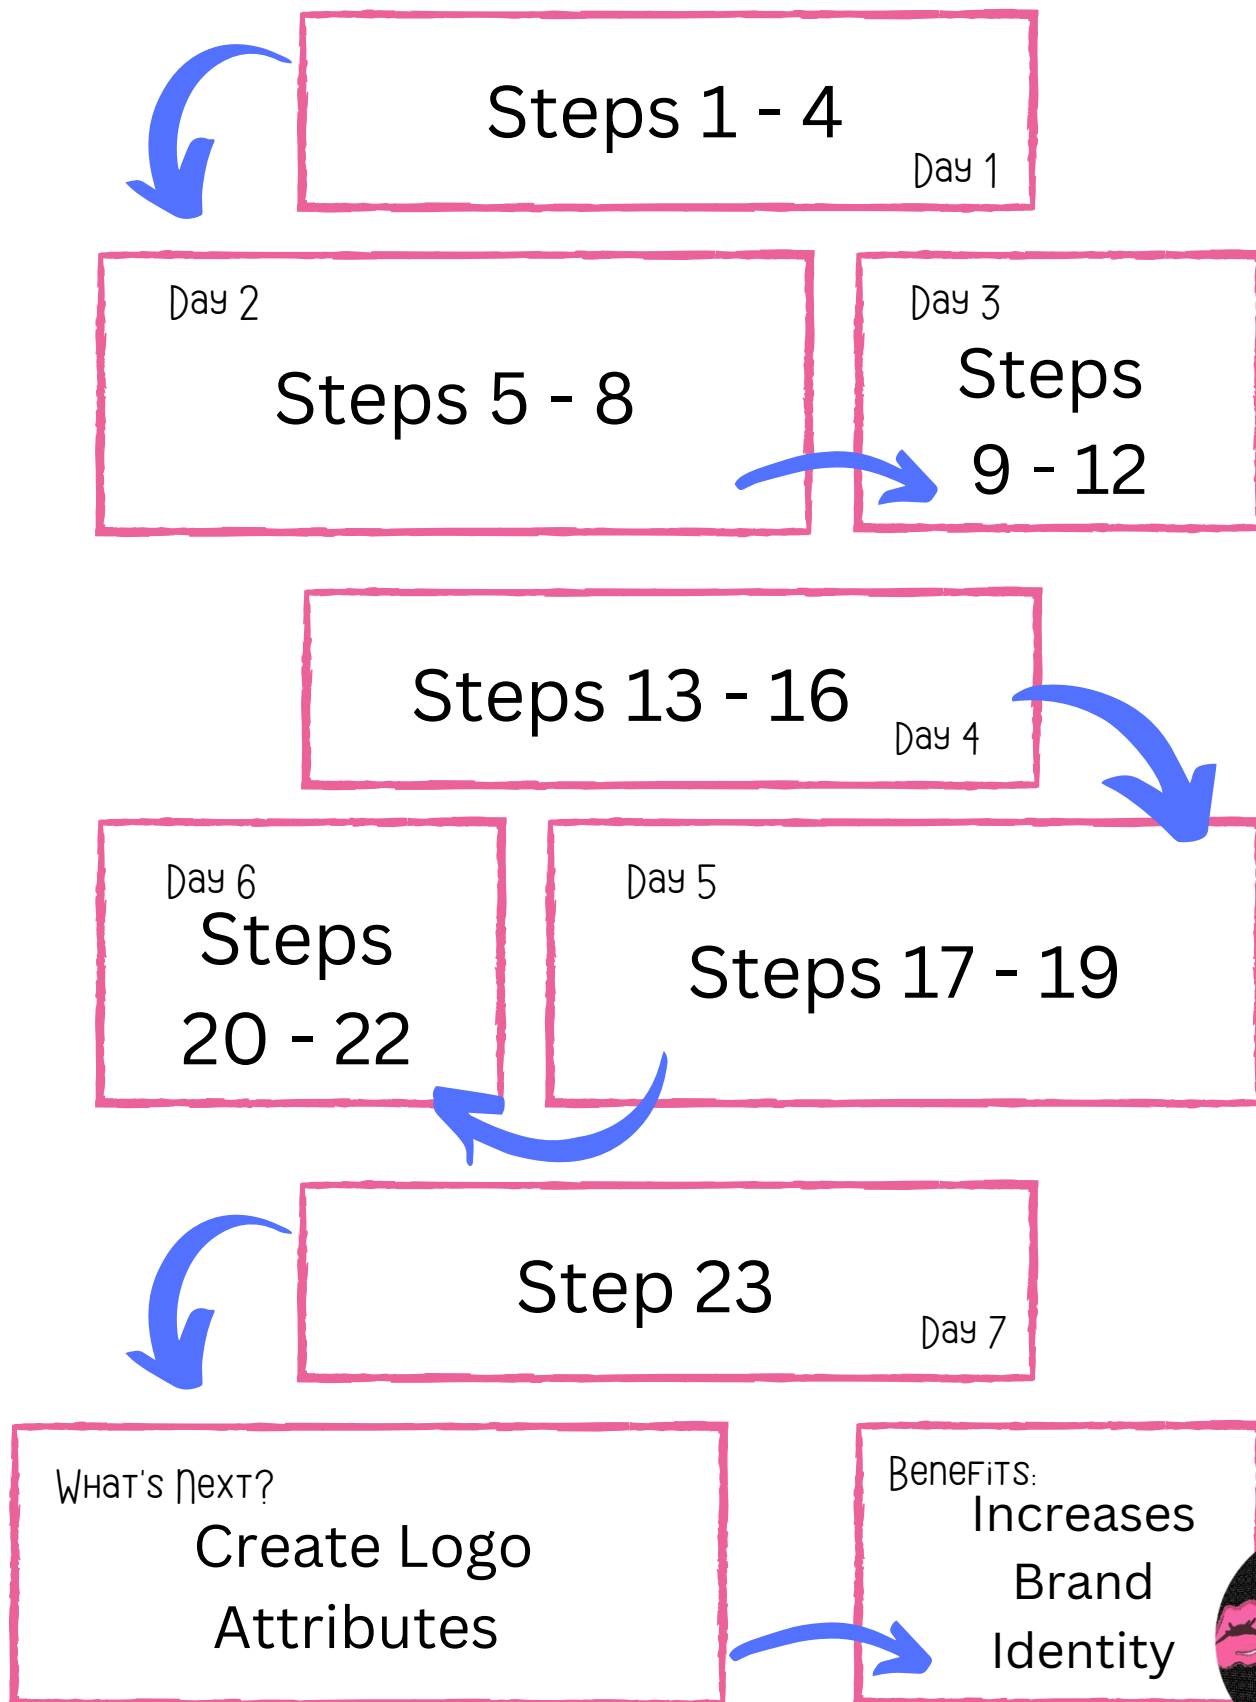 Steps 1 - 4
Day 1
Day 2
Steps 5 - 8
Day 3
Steps
9 - 12
Steps 13 - 16
Day 4
Day 6
Steps
20 - 22
Day 5
Steps 17 - 19
Step 23
Day 7
What's Next?
Create Logo
Attributes
Benefits:
Increases
Brand
Identity